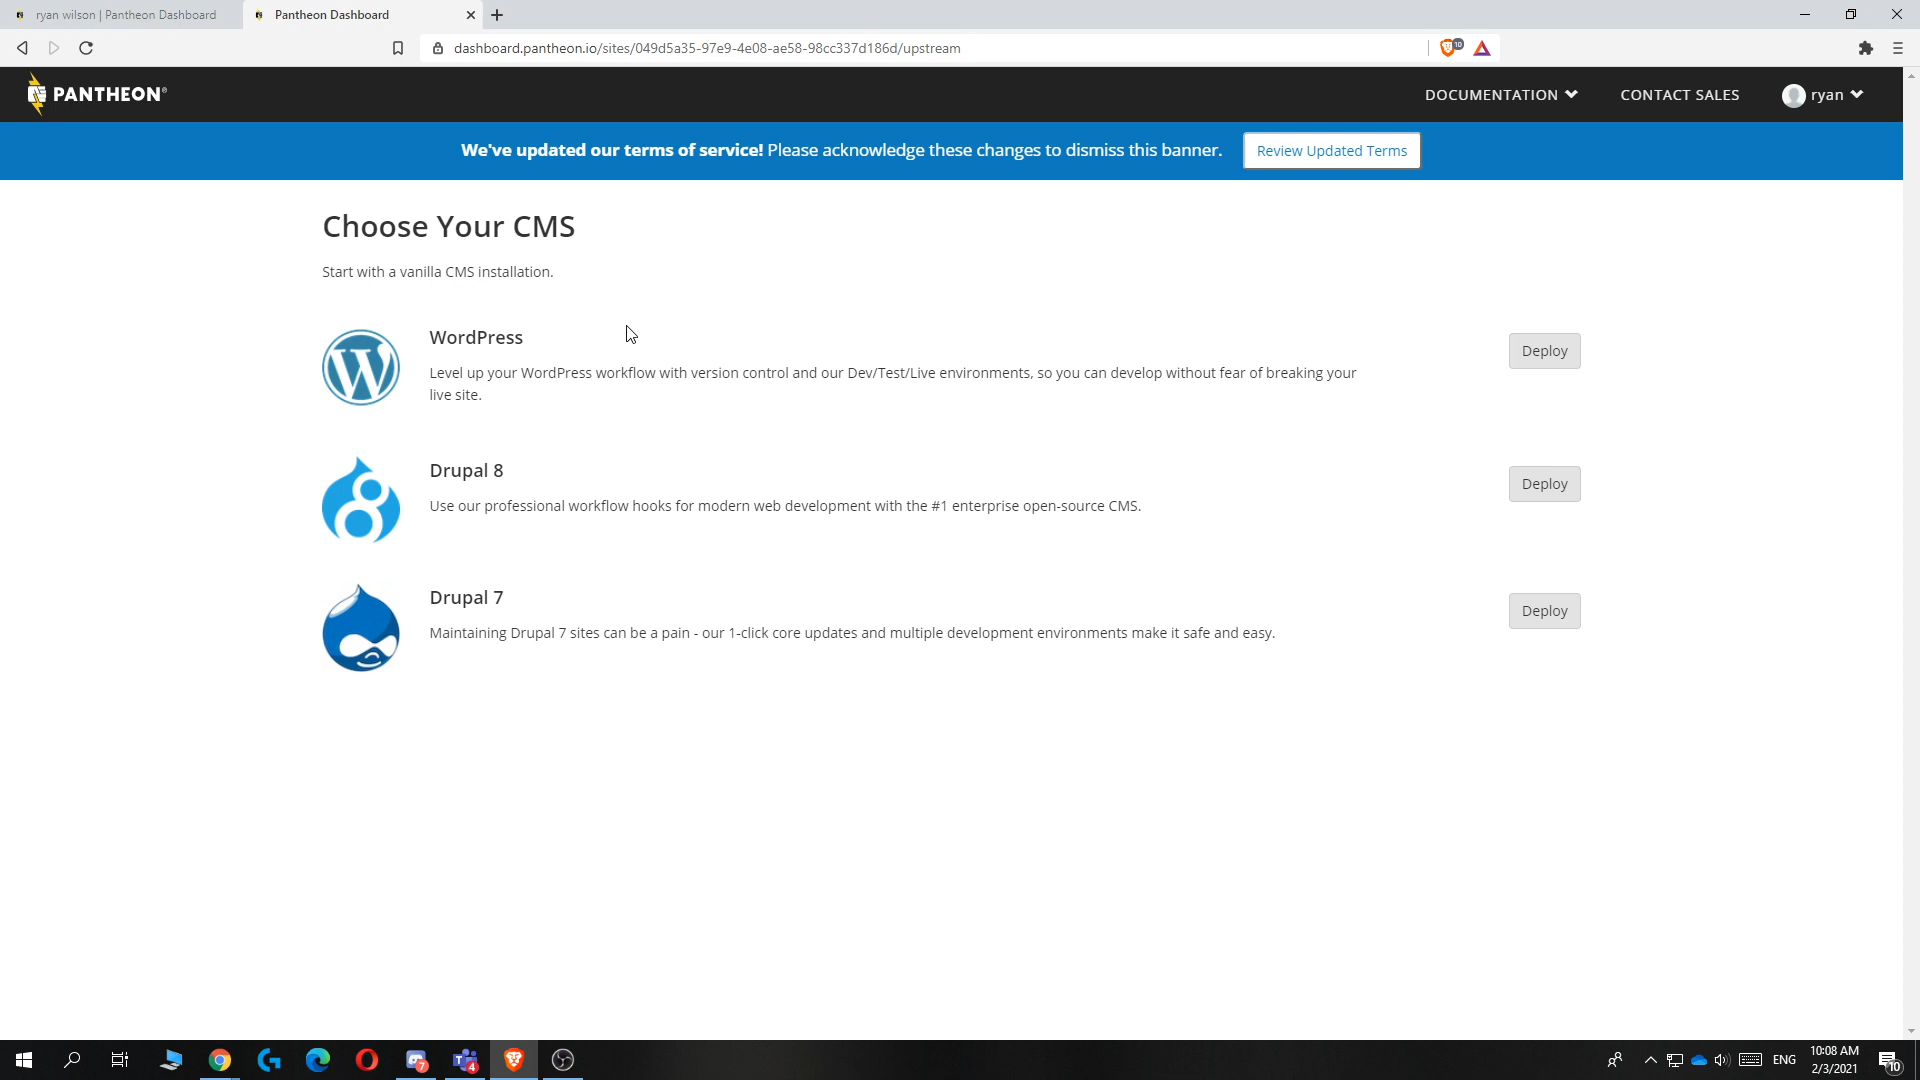 ryan wilson | Pantheon Dashboard
Pantheon Dashboard
dashboard.pantheon.io/sites/049d5a35-97e9-4e08-ae58-98cc337d186d/upstream
10
PANTHEON
DOCUMENTATION
CONTACT SALES
ryan
We've updated our terms of service! Please acknowledge these changes to dismiss this banner.
Review Updated Terms
Choose Your CMS
Start with a vanilla CMS installation.
WordPress
Level up your WordPress workflow with version control and our Dev/Test/Live environments, so you can develop without fear of breaking your
live site.
Deploy
Drupal 8
Use our professional workflow hooks for modern web development with the #1 enterprise open-source CMS.
Deploy
Drupal 7
Maintaining Drupal 7 sites can be a pain - our 1-click core updates and multiple development environments make it safe and easy.
Deploy
7
4
ENG
10:08 AM
2/3/2021
10